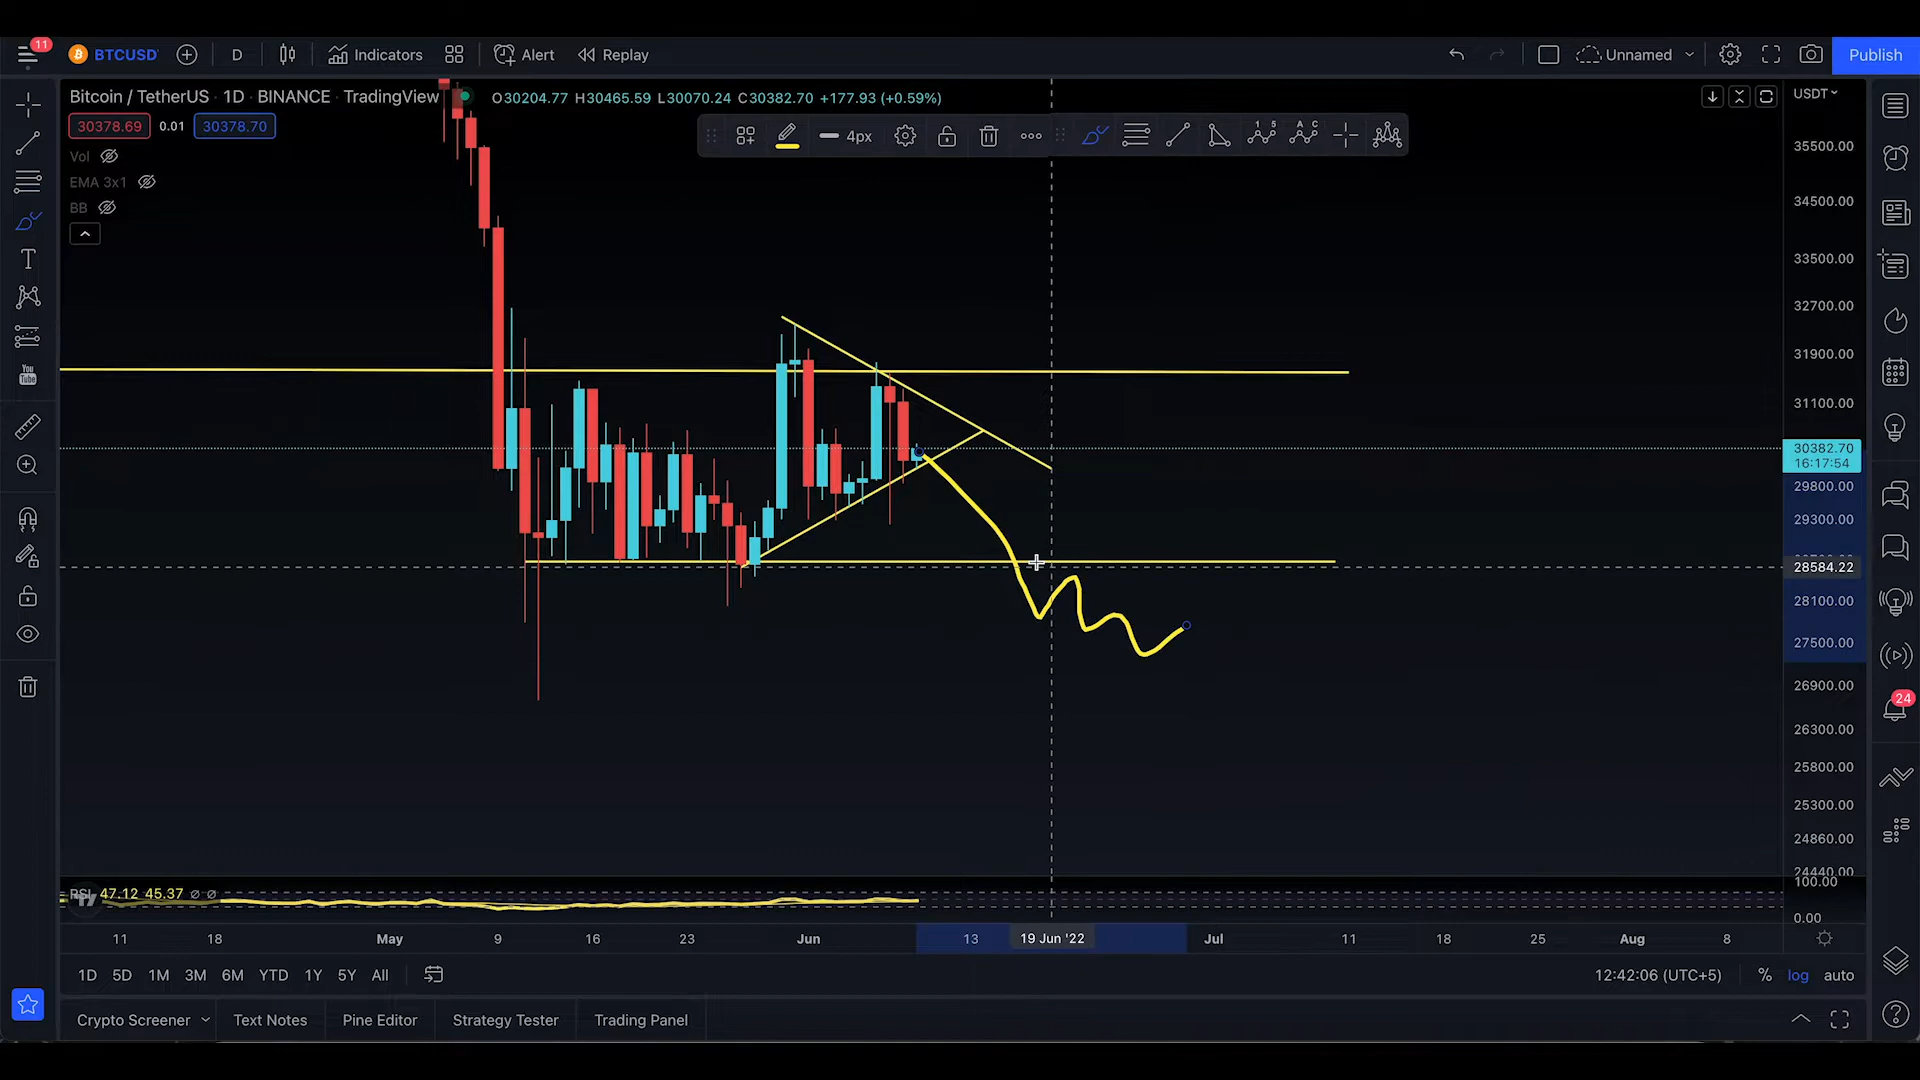 11 BTCUSD D Indicators Alert Replay Unnamed Publish
Bitcoin / TetherUS · 1D · BINANCE · TradingView O30204.77 H30465.59 L30070.24 C30382.70 +177.93 (+0.59%) USDT
30378.69 0.01 30378.70
4px
Vol
EMA 3x1
BB
T
You
Tube
35500.00
34500.00
33500.00
32700.00
31900.00
31100.00
30382.70
16:17:54
29800.00
29300.00
28584.22
28100.00
27500.00
26900.00
26300.00
25800.00
25300.00
24860.00
24440.00
24
RSI 47.12 45.37 ∅ ∅
100.00
0.00
11 18 May 9 16 23 Jun 13 19 Jun '22 Jul 11 18 25 Aug 8
1D 5D 1M 3M 6M YTD 1Y 5Y All 12:42:06 (UTC+5) % log auto
Crypto Screener Text Notes Pine Editor Strategy Tester Trading Panel